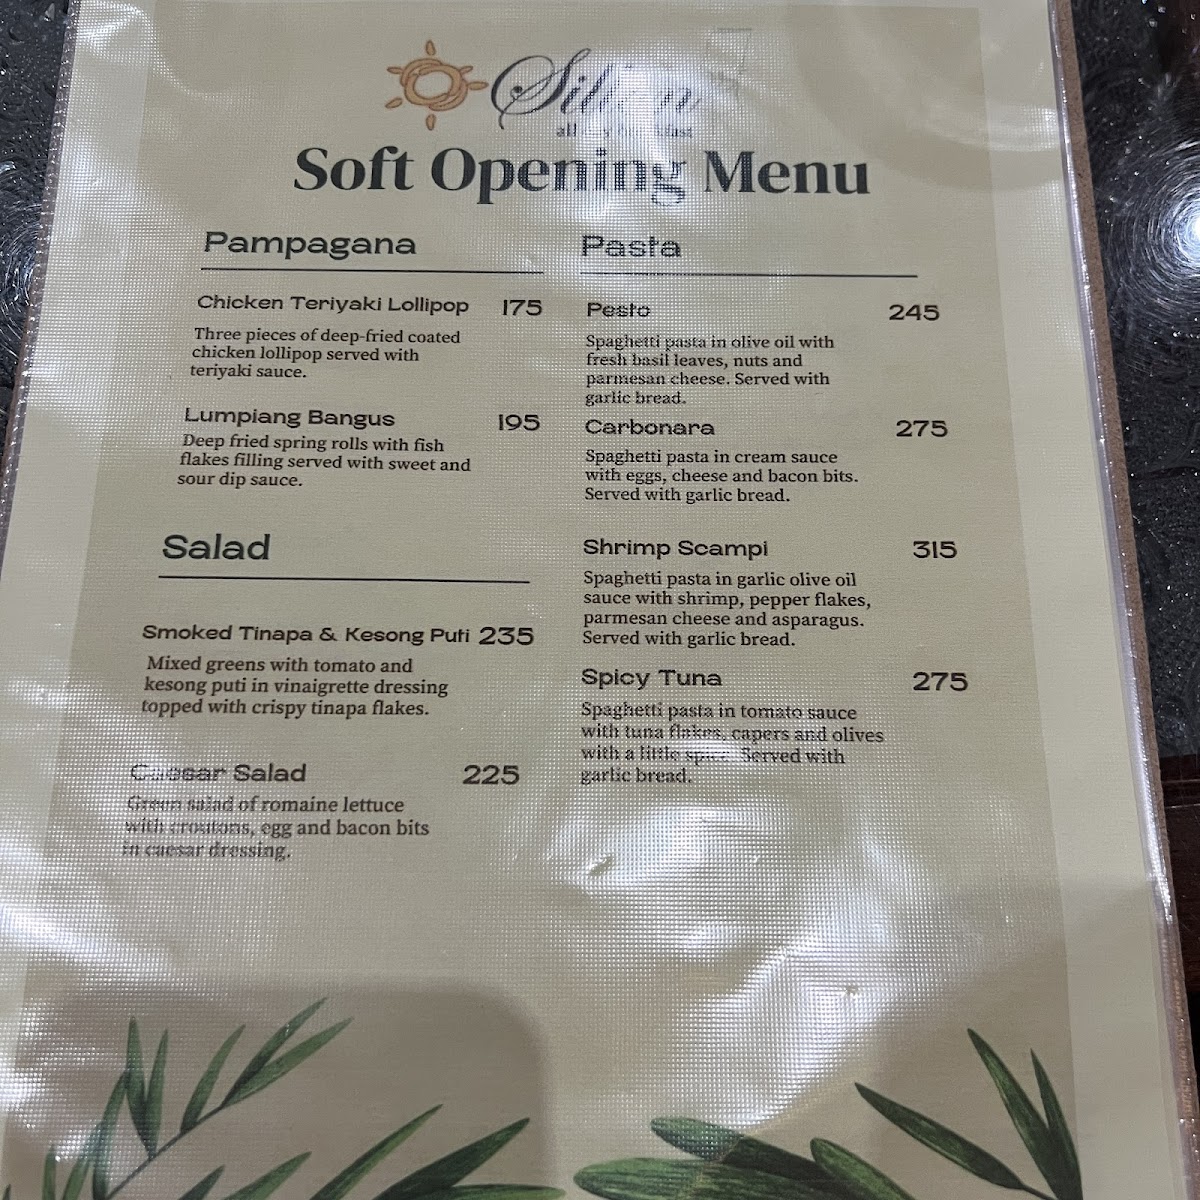 Soft Opening Menu
Pampagana
Chicken Teriyaki Lollipop 175
Three pieces of deep-fried coated
chicken lollipop served with
teriyaki sauce.
Lumpiang Bangus 195
Deep fried spring rolls with fish
flakes filling served with sweet and
sour dip sauce.
Salad
Smoked Tinapa & Kesong Puti 235
Mixed greens with tomato and
kesong puti in vinaigrette dressing
topped with crispy tinapa flakes.
Caesar Salad 225
Green salad of romaine lettuce
with croutons, egg and bacon bits
in caesar dressing.
Pasta
Pesto 245
Spaghetti pasta in olive oil with
fresh basil leaves, nuts and
parmesan cheese. Served with
garlic bread.
Carbonara 275
Spaghetti pasta in cream sauce
with eggs, cheese and bacon bits.
Served with garlic bread.
Shrimp Scampi 315
Spaghetti pasta in garlic olive oil
sauce with shrimp, pepper flakes,
parmesan cheese and asparagus.
Served with garlic bread.
Spicy Tuna 275
Spaghetti pasta in tomato sauce
with tuna flakes, capers and olives
with a little spice. Served with
garlic bread.